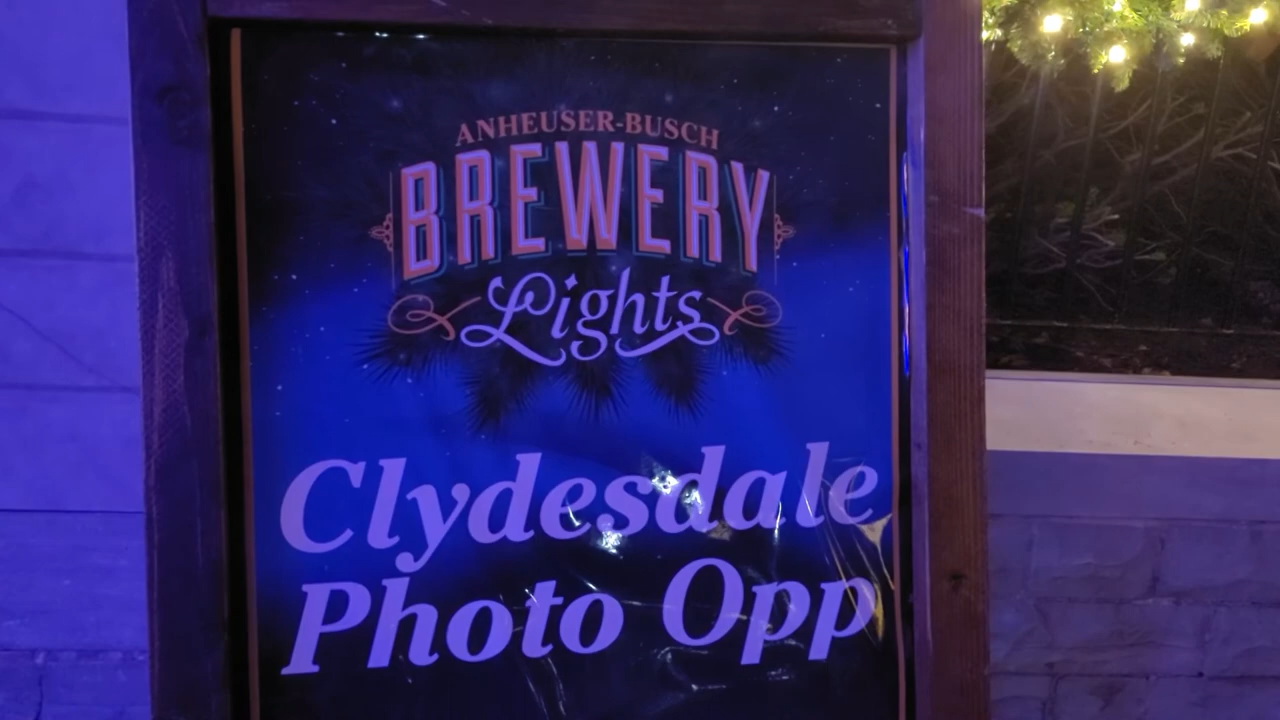 ANHEUSER-BUSCH
BREWERY
Lights
Clydesdale
Photo Opp